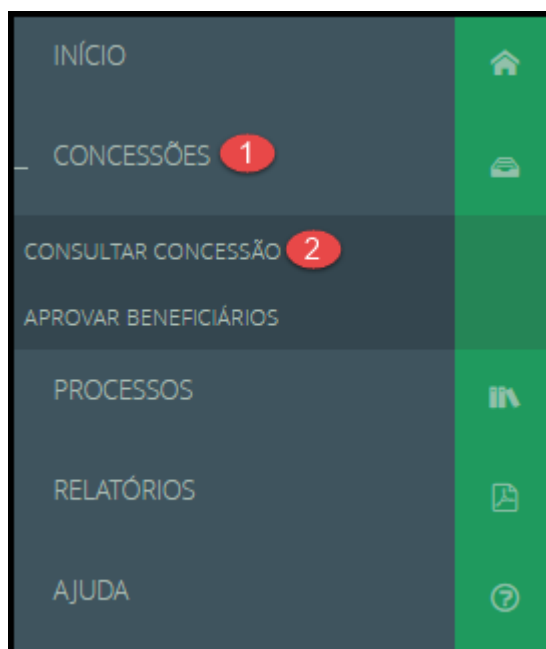 INÍCIO
CONCESSÕES 1
CONSULTAR CONCESSÃO 2
APROVAR BENEFICIÁRIOS
PROCESSOS
RELATÓRIOS
AJUDA